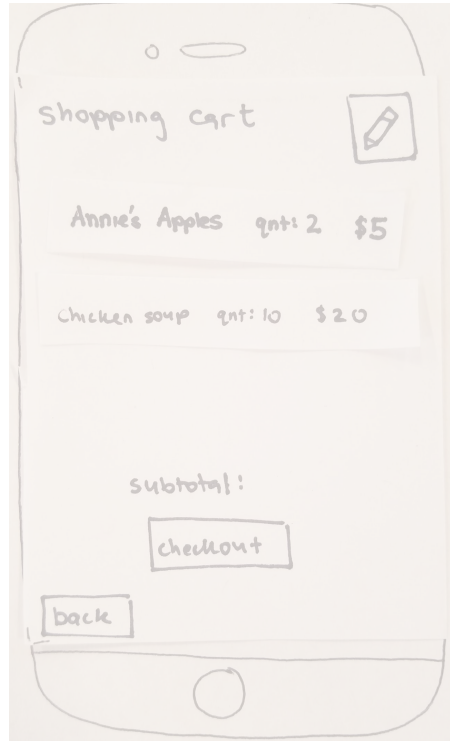 shopping cart
Annie's Apples qnt: 2 $5
Chicken soup qnt: 10 $20
subtotal:
checkout
back